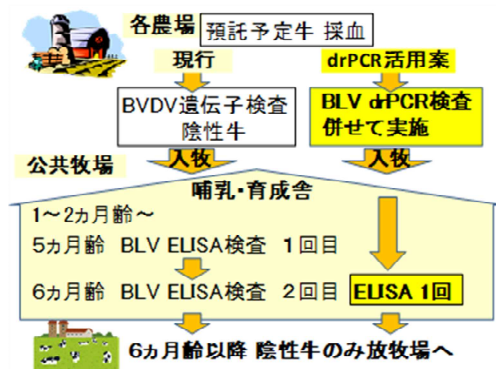 各農場 預託予定牛 採血
現行 drPCR活用案
BVDV遺伝子検査
陰性牛
BLV drPCR検査
併せて実施
公共牧場 入牧 入牧
哺乳・育成舎
1～2ヵ月齢～
5ヵ月齢 BLV ELISA検査 1回目
6ヵ月齢 BLV ELISA検査 2回目 ELISA 1回
6ヵ月齢以降 陰性牛のみ放牧場へ